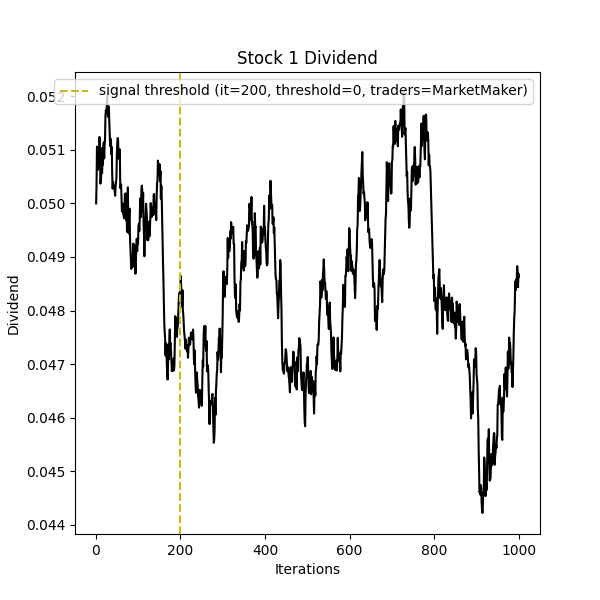 Stock 1 Dividend
signal threshold (it=200, threshold=0, traders=MarketMaker)
0.052
0.051
0.050
0.049
0.048
0.047
0.046
0.045
0.044
Dividend
0 200 400 600 800 1000
Iterations